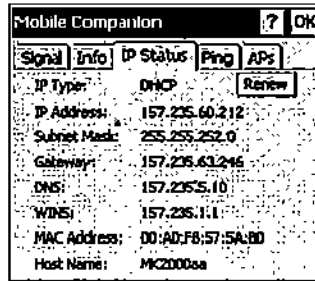 Mobile Companion ? OK
Signal Info IP Status Ping APs
IP Type: DHCP Renew
IP Address: 157.235.60.212
Subnet Mask: 255.255.252.0
Gateway: 157.235.63.246
DNS: 157.235.5.10
WINS: 157.235.1.1
MAC Address: 00:A0:F8:57:5A:8D
Host Name: MK2000aa